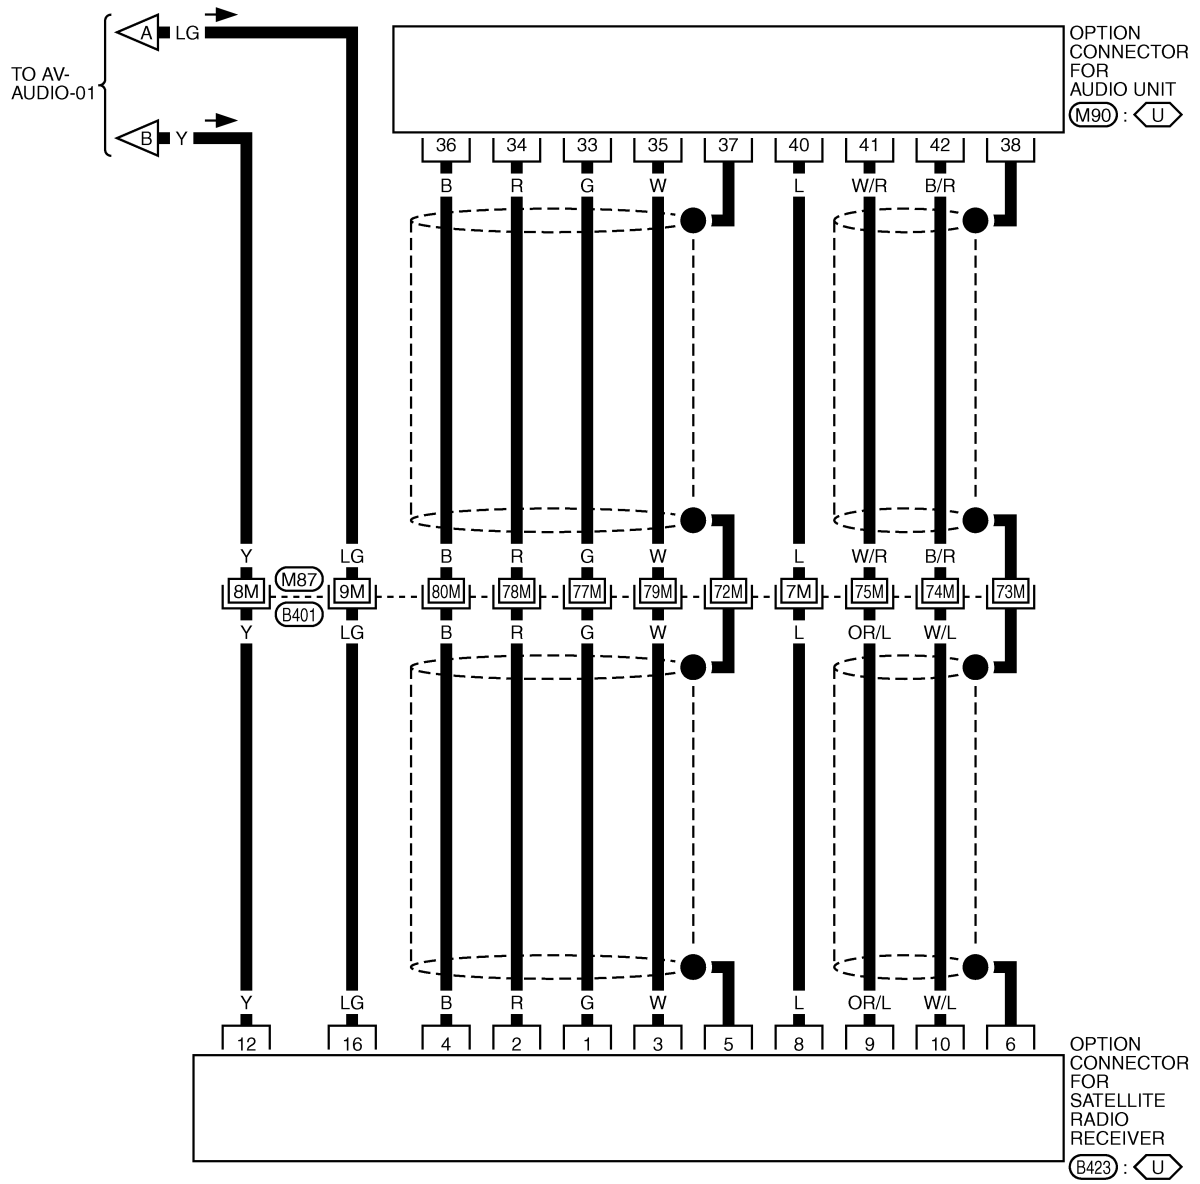 A LG
TO AV-
AUDIO-01
B Y
OPTION
CONNECTOR
FOR
AUDIO UNIT
M90 : U
36 34 33 35 37 40 41 42 38
B R G W L W/R B/R
Y LG B R G W L W/R B/R
M87
8M 9M 80M 78M 77M 79M 72M 7M 75M 74M 73M
B401
Y LG B R G W L OR/L W/L
Y LG B R G W L OR/L W/L
12 16 4 2 1 3 5 8 9 10 6
OPTION
CONNECTOR
FOR
SATELLITE
RADIO
RECEIVER
B423 : U